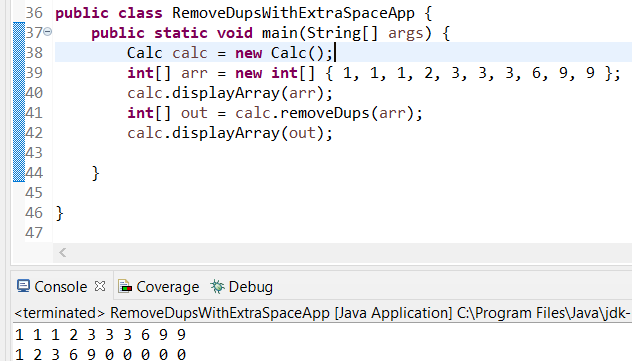 36 public class RemoveDupsWithExtraSpaceApp {
37 public static void main(String[] args) {
38 Calc calc = new Calc();
39 int[] arr = new int[] { 1, 1, 1, 2, 3, 3, 3, 6, 9, 9 };
40 calc.displayArray(arr);
41 int[] out = calc.removeDups(arr);
42 calc.displayArray(out);
43
44 }
45
46 }
47
Console Coverage Debug
<terminated> RemoveDupsWithExtraSpaceApp [Java Application] C:\Program Files\Java\jdk-
1 1 1 2 3 3 3 6 9 9
1 2 3 6 9 0 0 0 0 0